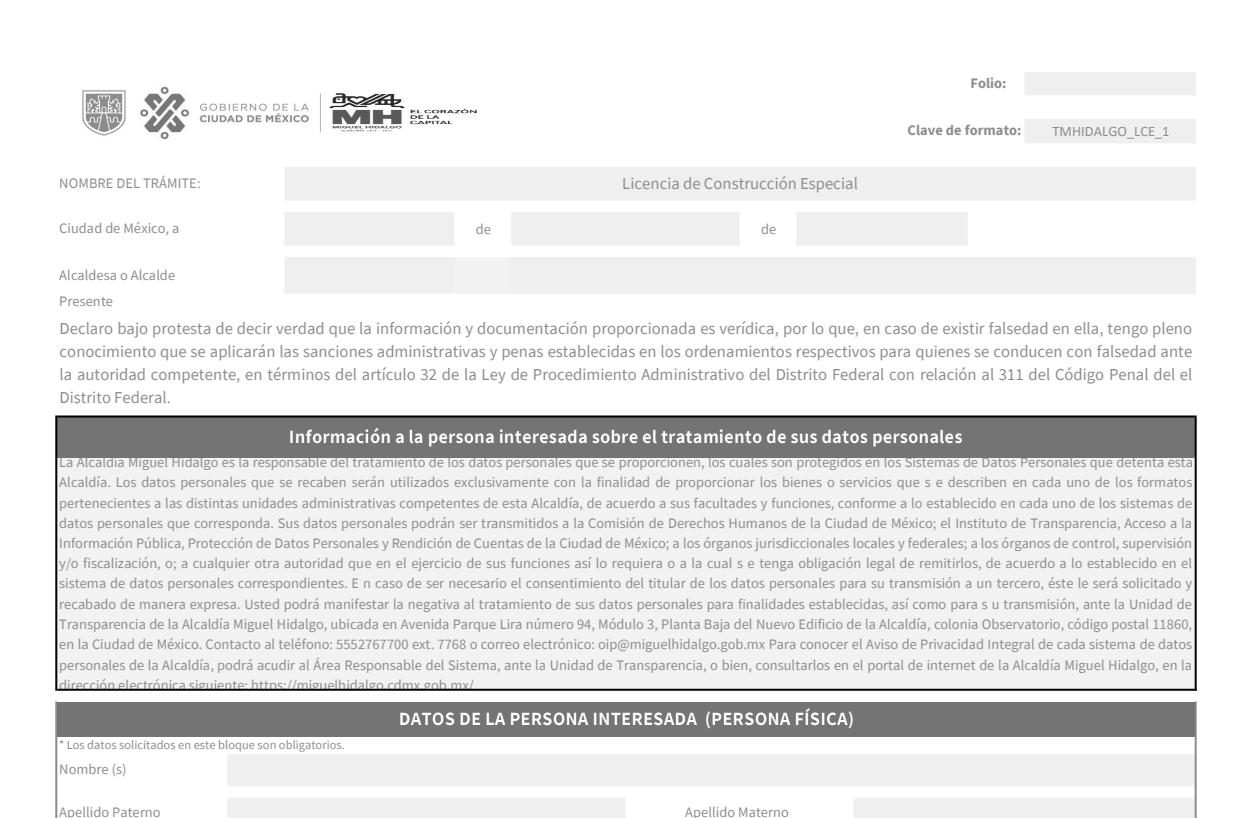 Folio:
GOBIERNO DE LA
CIUDAD DE MÉXICO
MH
MIGUEL HIDALGO
EL CORAZÓN
DE LA
CAPITAL
Clave de formato: TMHIDALGO_LCE_1
NOMBRE DEL TRÁMITE: Licencia de Construcción Especial
Ciudad de México, a de de
Alcaldesa o Alcalde
Presente
Declaro bajo protesta de decir verdad que la información y documentación proporcionada es verídica, por lo que, en caso de existir falsedad en ella, tengo pleno
conocimiento que se aplicarán las sanciones administrativas y penas establecidas en los ordenamientos respectivos para quienes se conducen con falsedad ante
la autoridad competente, en términos del artículo 32 de la Ley de Procedimiento Administrativo del Distrito Federal con relación al 311 del Código Penal del el
Distrito Federal.
Información a la persona interesada sobre el tratamiento de sus datos personales
La Alcaldía Miguel Hidalgo es la responsable del tratamiento de los datos personales que se proporcionen, los cuales son protegidos en los Sistemas de Datos Personales que detenta esta
Alcaldía. Los datos personales que se recaben serán utilizados exclusivamente con la finalidad de proporcionar los bienes o servicios que s e describen en cada uno de los formatos
pertenecientes a las distintas unidades administrativas competentes de esta Alcaldía, de acuerdo a sus facultades y funciones, conforme a lo establecido en cada uno de los sistemas de
datos personales que corresponda. Sus datos personales podrán ser transmitidos a la Comisión de Derechos Humanos de la Ciudad de México; el Instituto de Transparencia, Acceso a la
Información Pública, Protección de Datos Personales y Rendición de Cuentas de la Ciudad de México; a los órganos jurisdiccionales locales y federales; a los órganos de control, supervisión
y/o fiscalización, o; a cualquier otra autoridad que en el ejercicio de sus funciones así lo requiera o a la cual s e tenga obligación legal de remitirlos, de acuerdo a lo establecido en el
sistema de datos personales correspondientes. E n caso de ser necesario el consentimiento del titular de los datos personales para su transmisión a un tercero, éste le será solicitado y
recabado de manera expresa. Usted podrá manifestar la negativa al tratamiento de sus datos personales para finalidades establecidas, así como para s u transmisión, ante la Unidad de
Transparencia de la Alcaldía Miguel Hidalgo, ubicada en Avenida Parque Lira número 94, Módulo 3, Planta Baja del Nuevo Edificio de la Alcaldía, colonia Observatorio, código postal 11860,
en la Ciudad de México. Contacto al teléfono: 5552767700 ext. 7768 o correo electrónico: oip@miguelhidalgo.gob.mx Para conocer el Aviso de Privacidad Integral de cada sistema de datos
personales de la Alcaldía, podrá acudir al Área Responsable del Sistema, ante la Unidad de Transparencia, o bien, consultarlos en el portal de internet de la Alcaldía Miguel Hidalgo, en la
dirección electrónica siguiente: https://miguelhidalgo.cdmx.gob.mx/
DATOS DE LA PERSONA INTERESADA (PERSONA FÍSICA)
* Los datos solicitados en este bloque son obligatorios.
Nombre (s)
Apellido Paterno Apellido Materno